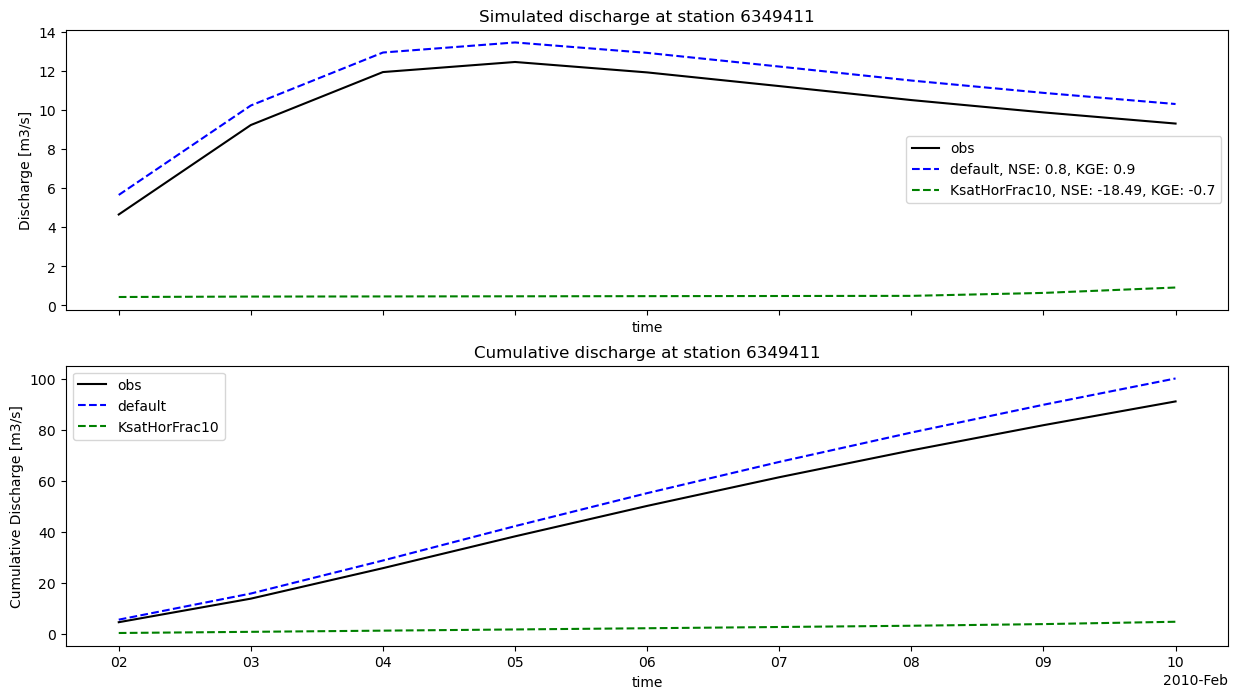 Simulated discharge at station 6349411
Discharge [m3/s]
14
12
10
8
6
4
2
0
obs
default, NSE: 0.8, KGE: 0.9
KsatHorFrac10, NSE: -18.49, KGE: -0.7
time
Cumulative discharge at station 6349411
Cumulative Discharge [m3/s]
100
80
60
40
20
0
obs
default
KsatHorFrac10
02 03 04 05 06 07 08 09 10
time
2010-Feb